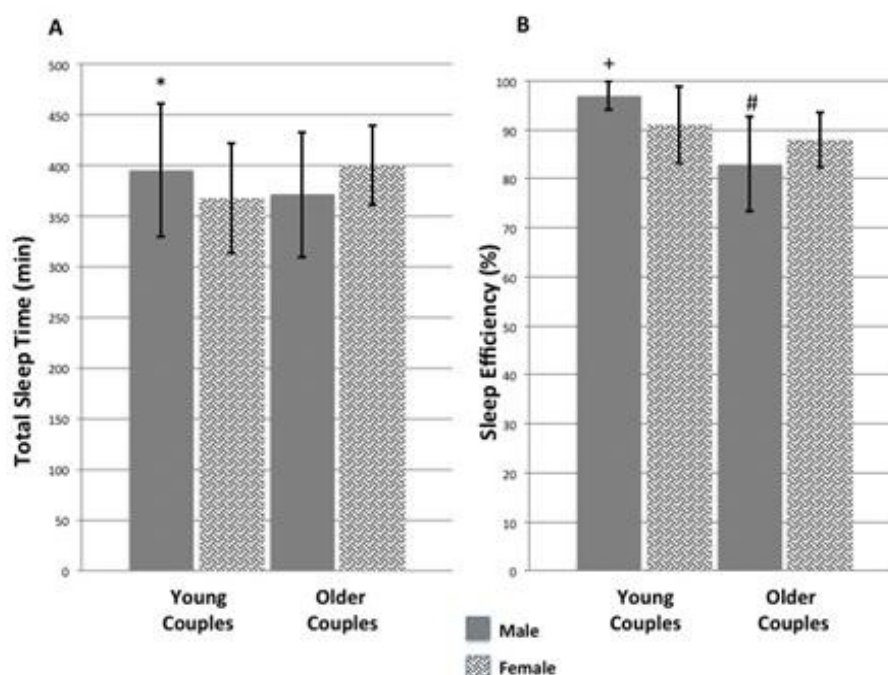 A
Total Sleep Time (min)
500
450
400
350
300
250
200
150
100
50
0
*
Young
Couples
Older
Couples
B
Sleep Efficiency (%)
100
90
80
70
60
50
40
30
20
10
0
+
#
Young
Couples
Older
Couples
Male
Female